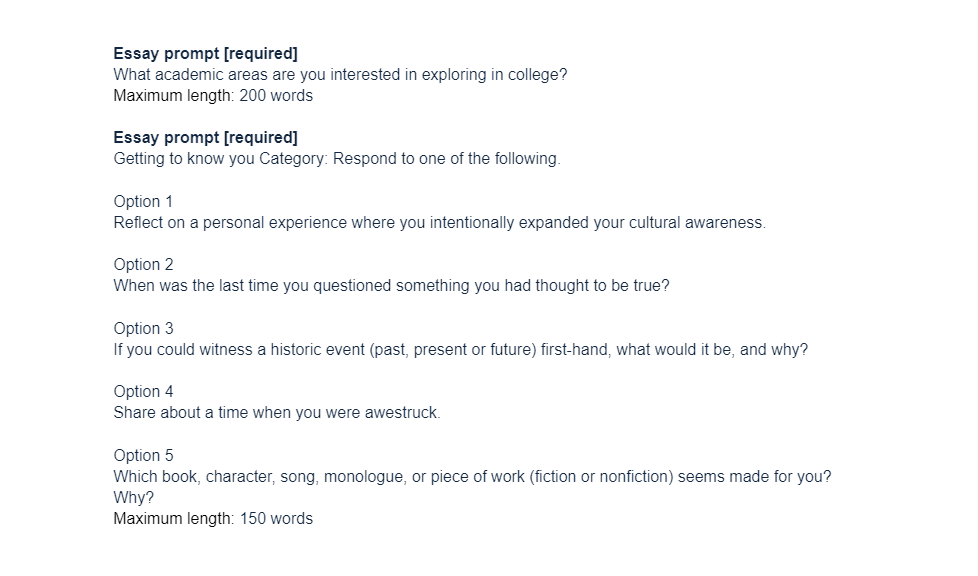 Essay prompt [required]
What academic areas are you interested in exploring in college?
Maximum length: 200 words
Essay prompt [required]
Getting to know you Category: Respond to one of the following.
Option 1
Reflect on a personal experience where you intentionally expanded your cultural awareness.
Option 2
When was the last time you questioned something you had thought to be true?
Option 3
If you could witness a historic event (past, present or future) first-hand, what would it be, and why?
Option 4
Share about a time when you were awestruck.
Option 5
Which book, character, song, monologue, or piece of work (fiction or nonfiction) seems made for you?
Why?
Maximum length: 150 words